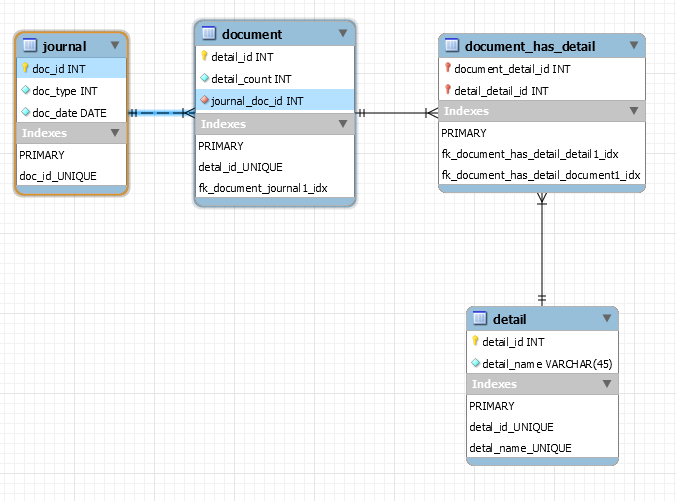 journal
doc_id INT
doc_type INT
doc_date DATE
Indexes
PRIMARY
doc_id_UNIQUE
document
detail_id INT
detail_count INT
journal_doc_id INT
Indexes
PRIMARY
detal_id_UNIQUE
fk_document_journal1_idx
document_has_detail
document_detail_id INT
detail_detail_id INT
Indexes
PRIMARY
fk_document_has_detail_detail1_idx
fk_document_has_detail_document1_idx
detail
detail_id INT
detail_name VARCHAR(45)
Indexes
PRIMARY
detal_id_UNIQUE
detal_name_UNIQUE